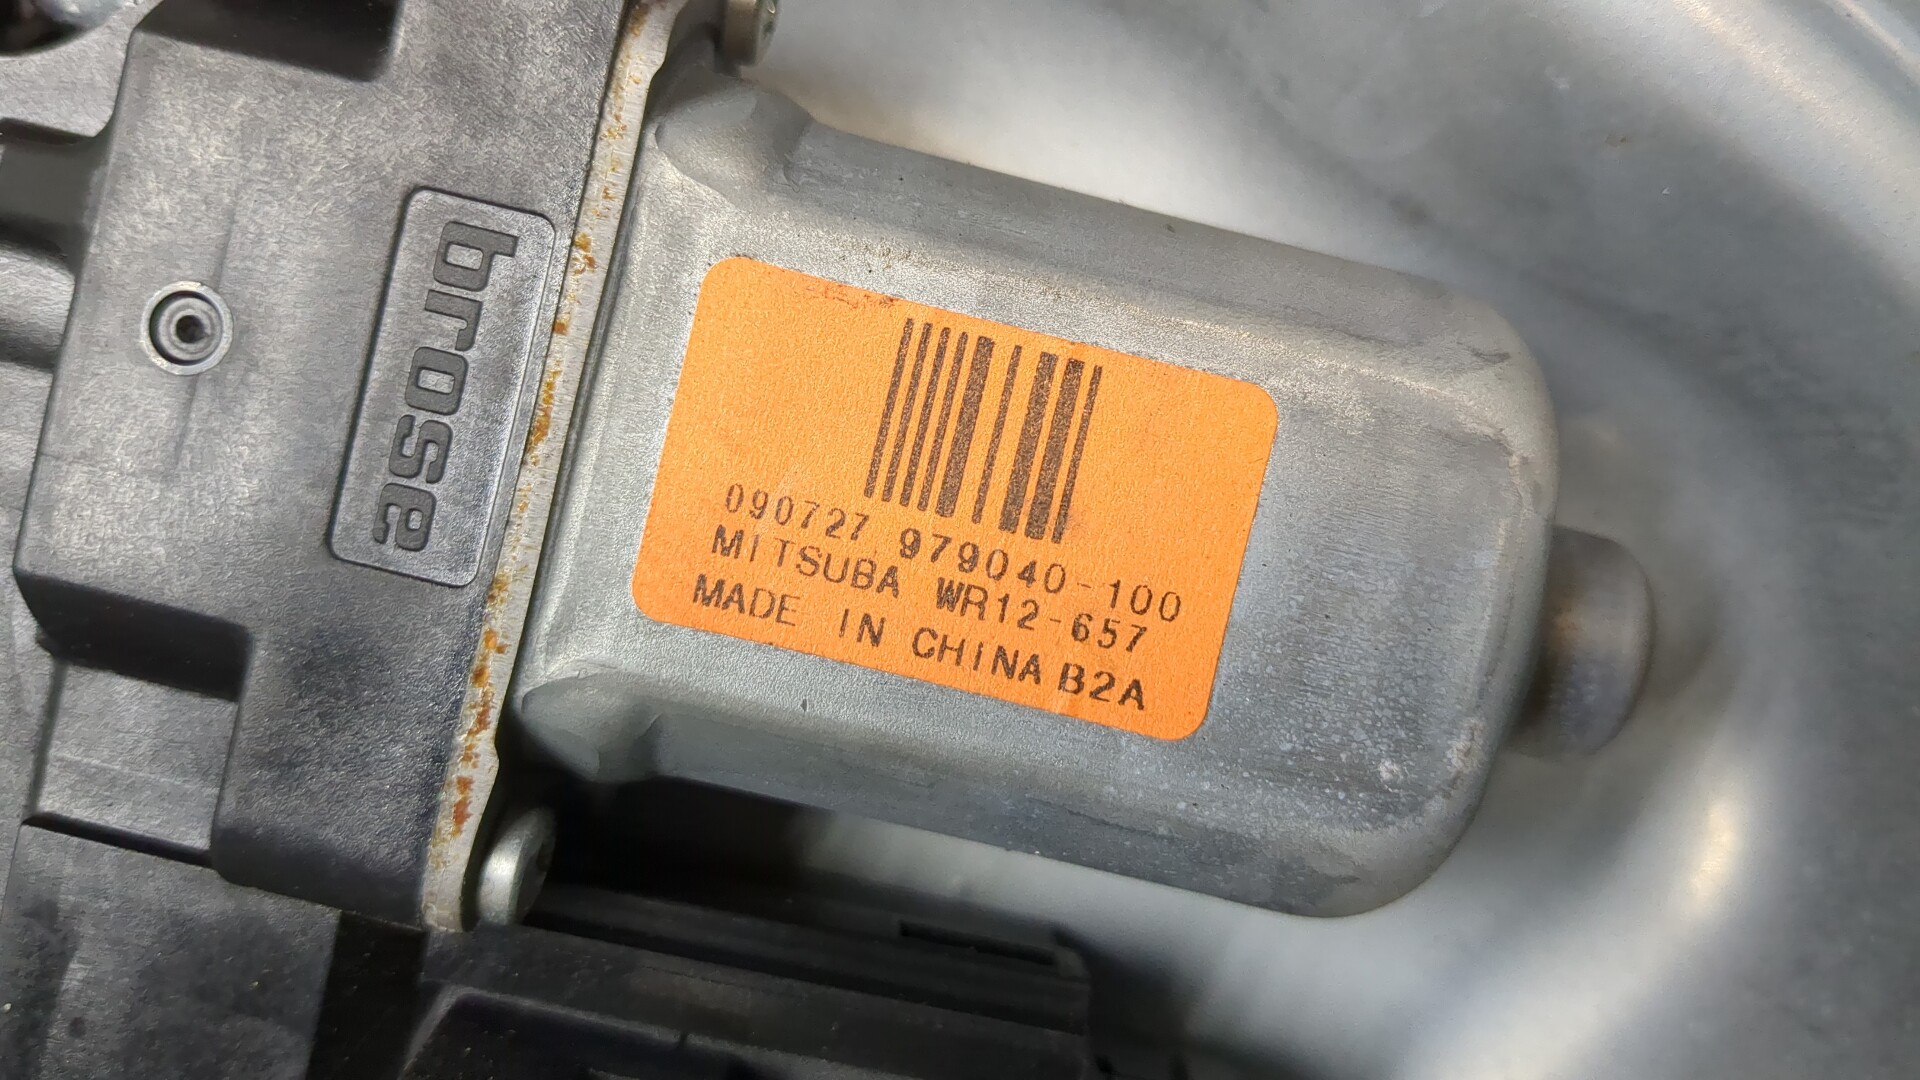 brose
090727 979040-100
MITSUBA WR12-657
MADE IN CHINA B2A